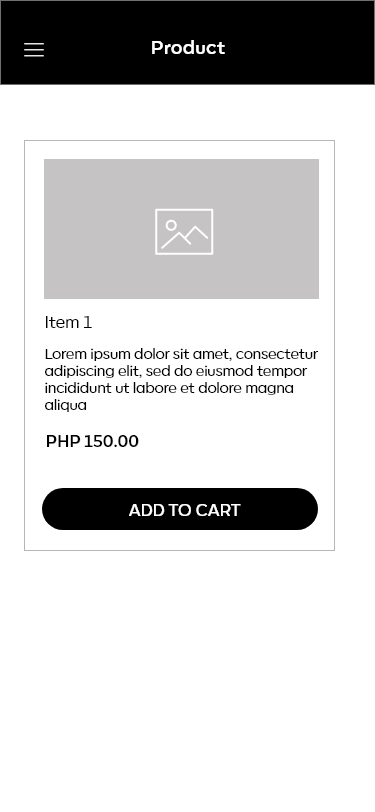 Product
Item 1
Lorem ipsum dolor sit amet, consectetur
adipiscing elit, sed do eiusmod tempor
incididunt ut labore et dolore magna
aliqua
PHP 150.00
ADD TO CART